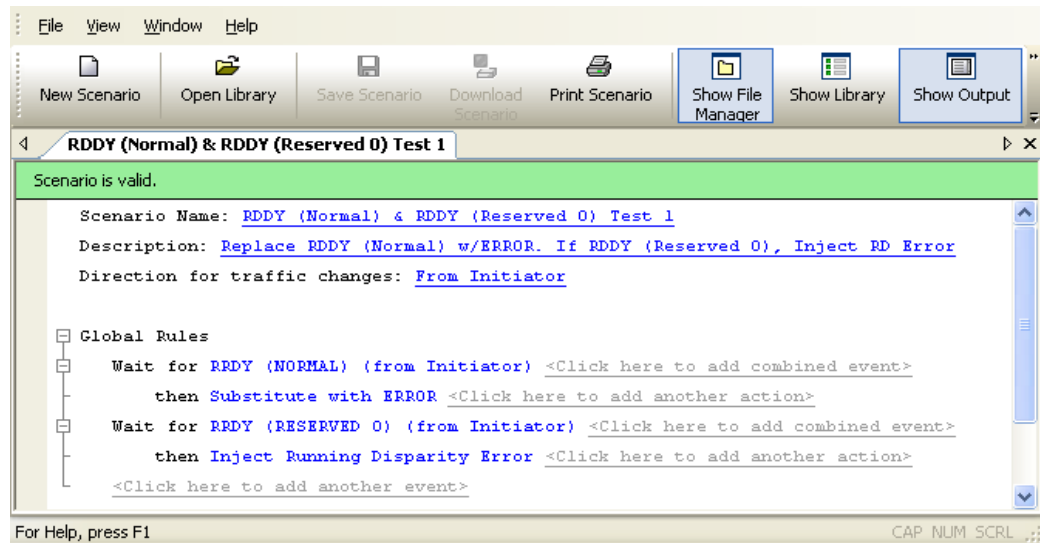 File View Window Help
New Scenario Open Library Save Scenario Download Scenario Print Scenario Show File Manager Show Library Show Output
RDDY (Normal) & RDDY (Reserved 0) Test 1
Scenario is valid.
Scenario Name: RDDY (Normal) & RDDY (Reserved 0) Test 1
Description: Replace RDDY (Normal) w/ERROR. If RDDY (Reserved 0), Inject RD Error
Direction for traffic changes: From Initiator
Global Rules
Wait for RRDY (NORMAL) (from Initiator) <Click here to add combined event>
then Substitute with ERROR <Click here to add another action>
Wait for RRDY (RESERVED 0) (from Initiator) <Click here to add combined event>
then Inject Running Disparity Error <Click here to add another action>
<Click here to add another event>
For Help, press F1 CAP NUM SCRL